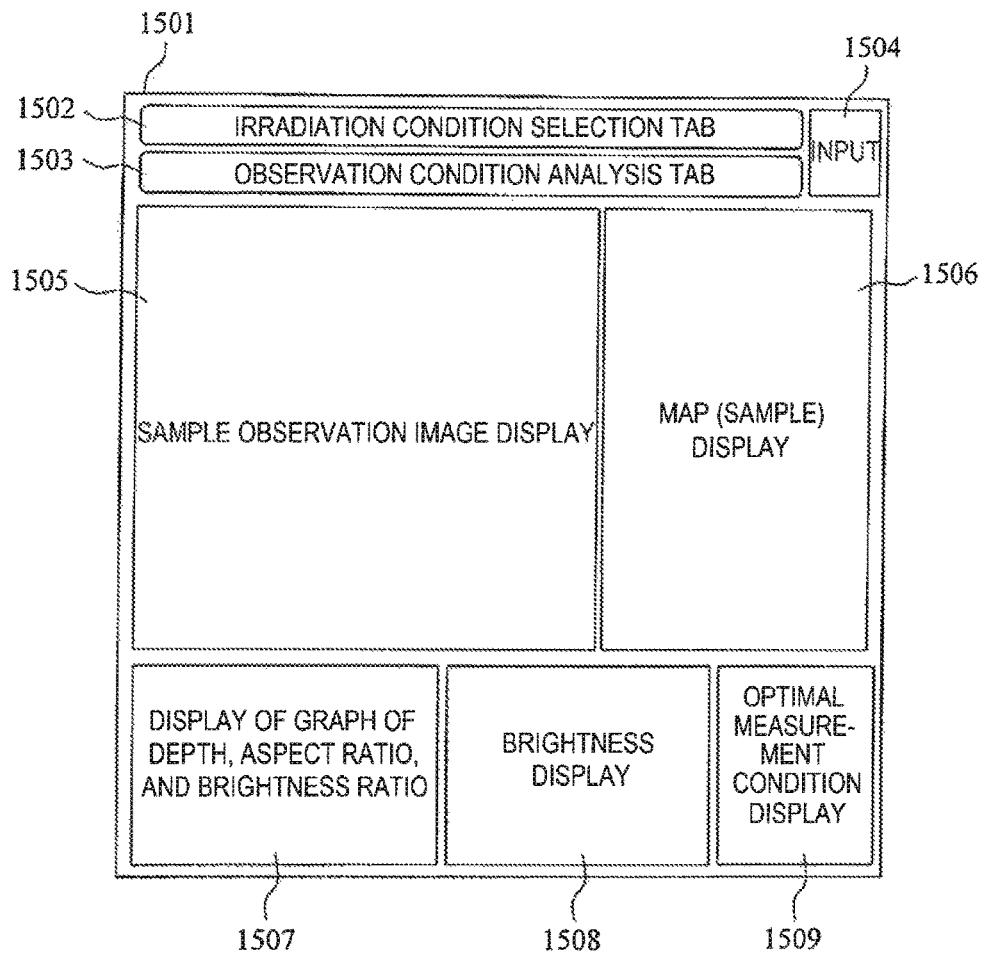 1501
1504
1502
IRRADIATION CONDITION SELECTION TAB
INPUT
1503
OBSERVATION CONDITION ANALYSIS TAB
1505
1506
SAMPLE OBSERVATION IMAGE DISPLAY
MAP (SAMPLE)
DISPLAY
DISPLAY OF GRAPH OF
DEPTH, ASPECT RATIO,
AND BRIGHTNESS RATIO
BRIGHTNESS
DISPLAY
OPTIMAL
MEASURE-
MENT
CONDITION
DISPLAY
1507
1508
1509